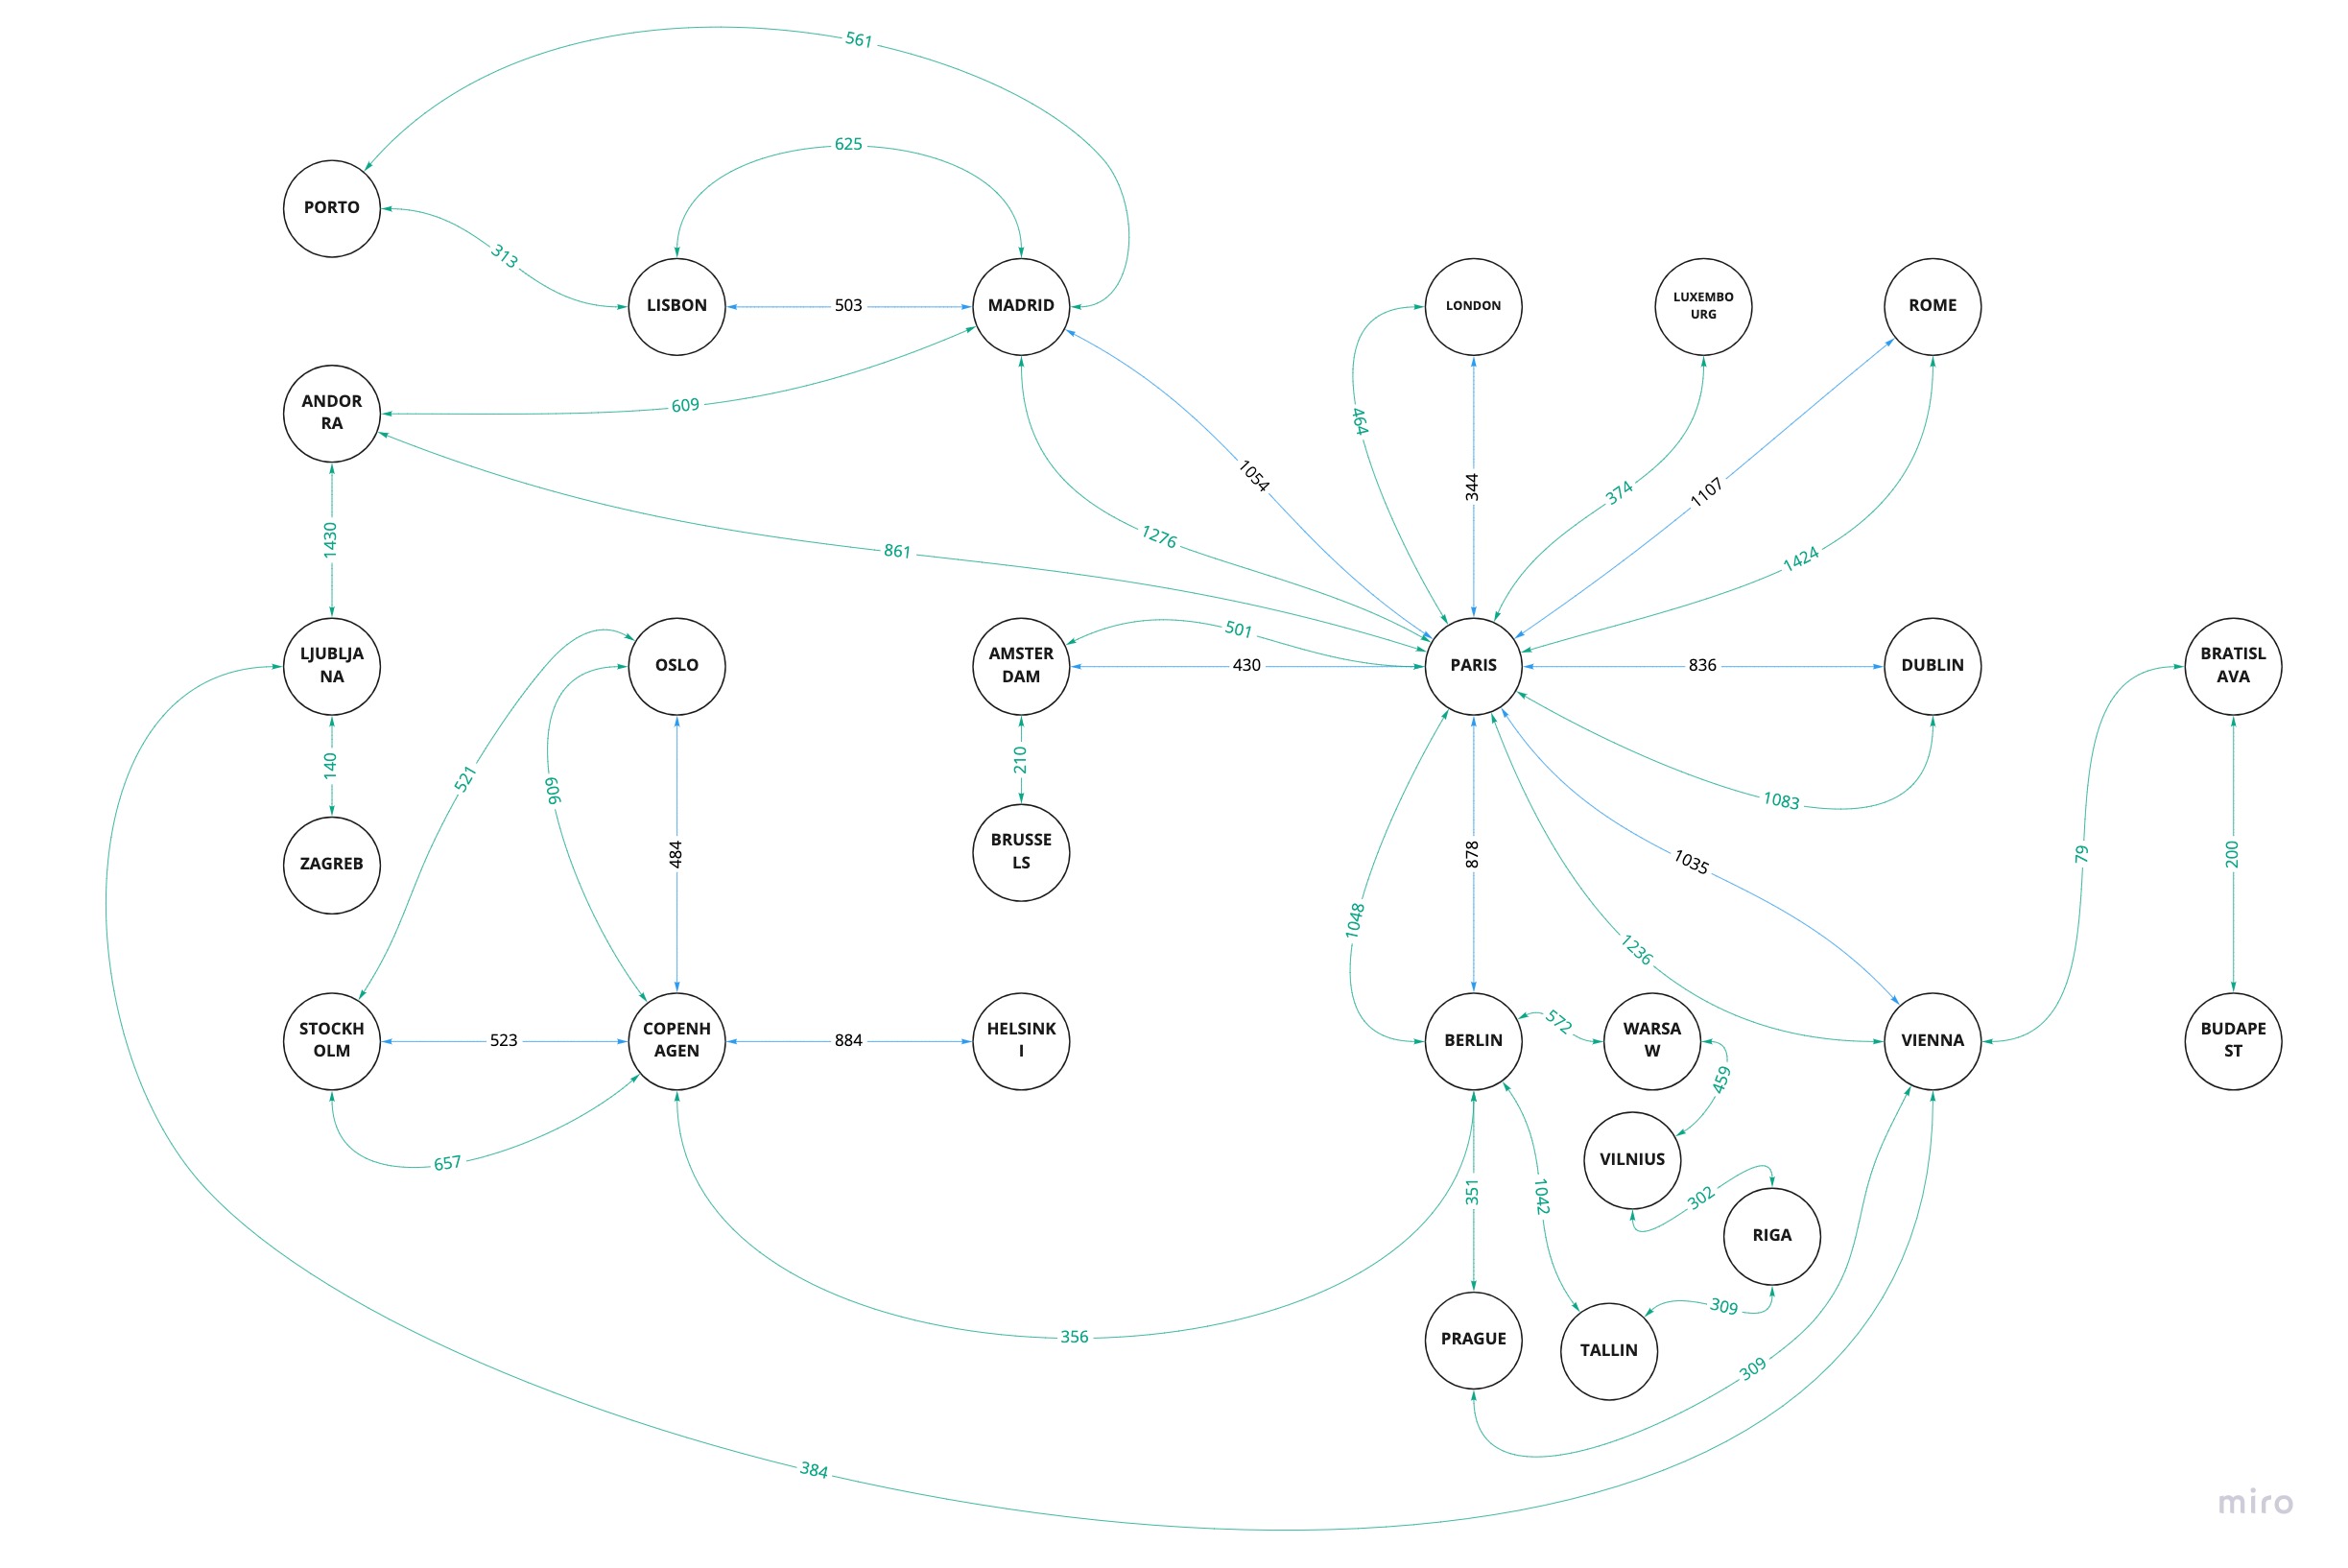 561
625
PORTO
313
LISBON
503
MADRID
LONDON
LUXEMBO
URG
ROME
ANDOR
RA
609
464
1054
344
374
1107
1430
861
1276
1424
LJUBLJA
NA
OSLO
AMSTER
DAM
501
430
PARIS
836
DUBLIN
BRATISL
AVA
140
521
606
210
1083
ZAGREB
484
BRUSSE
LS
878
1035
79
200
1048
1236
STOCKH
OLM
523
COPENH
AGEN
884
HELSINK
I
BERLIN
572
WARSA
W
VIENNA
BUDAPE
ST
459
657
VILNIUS
351
1042
302
RIGA
356
PRAGUE
TALLIN
309
309
384
miro